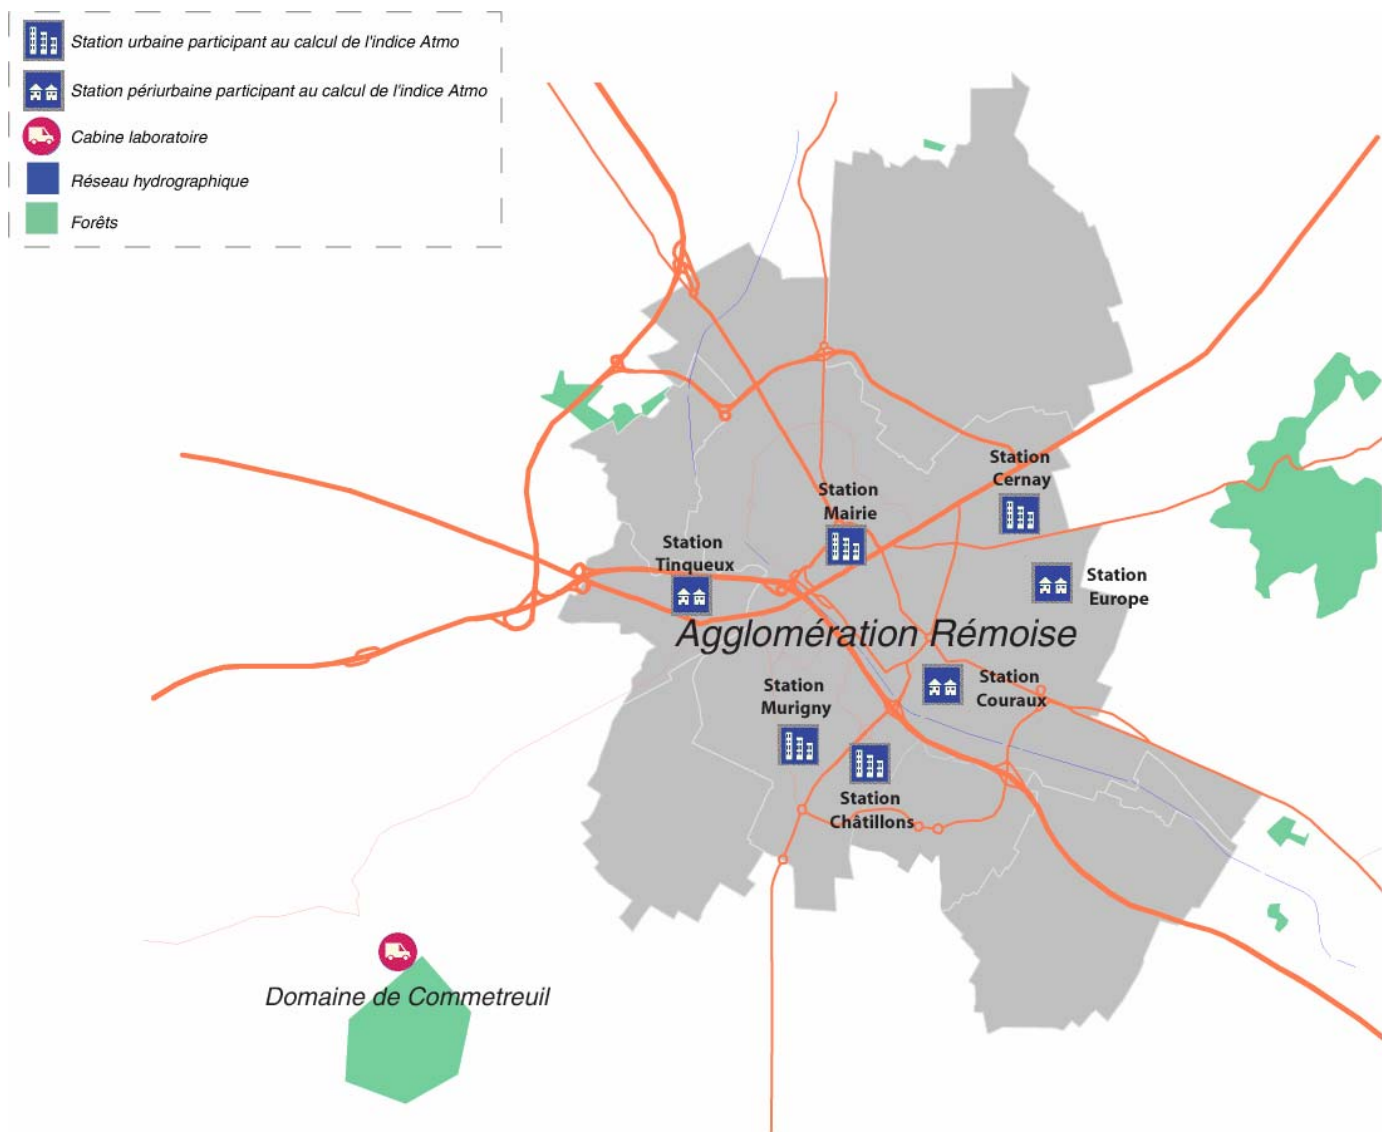 Station urbaine participant au calcul de l'indice Atmo
Station périurbaine participant au calcul de l'indice Atmo
Cabine laboratoire
Réseau hydrographique
Forêts
Station
Cernay
Station
Mairie
Station
Tinqueux
Station
Europe
Agglomération Rémoise
Station
Couraux
Station
Murigny
Station
Châtillons
Domaine de Commetreuil